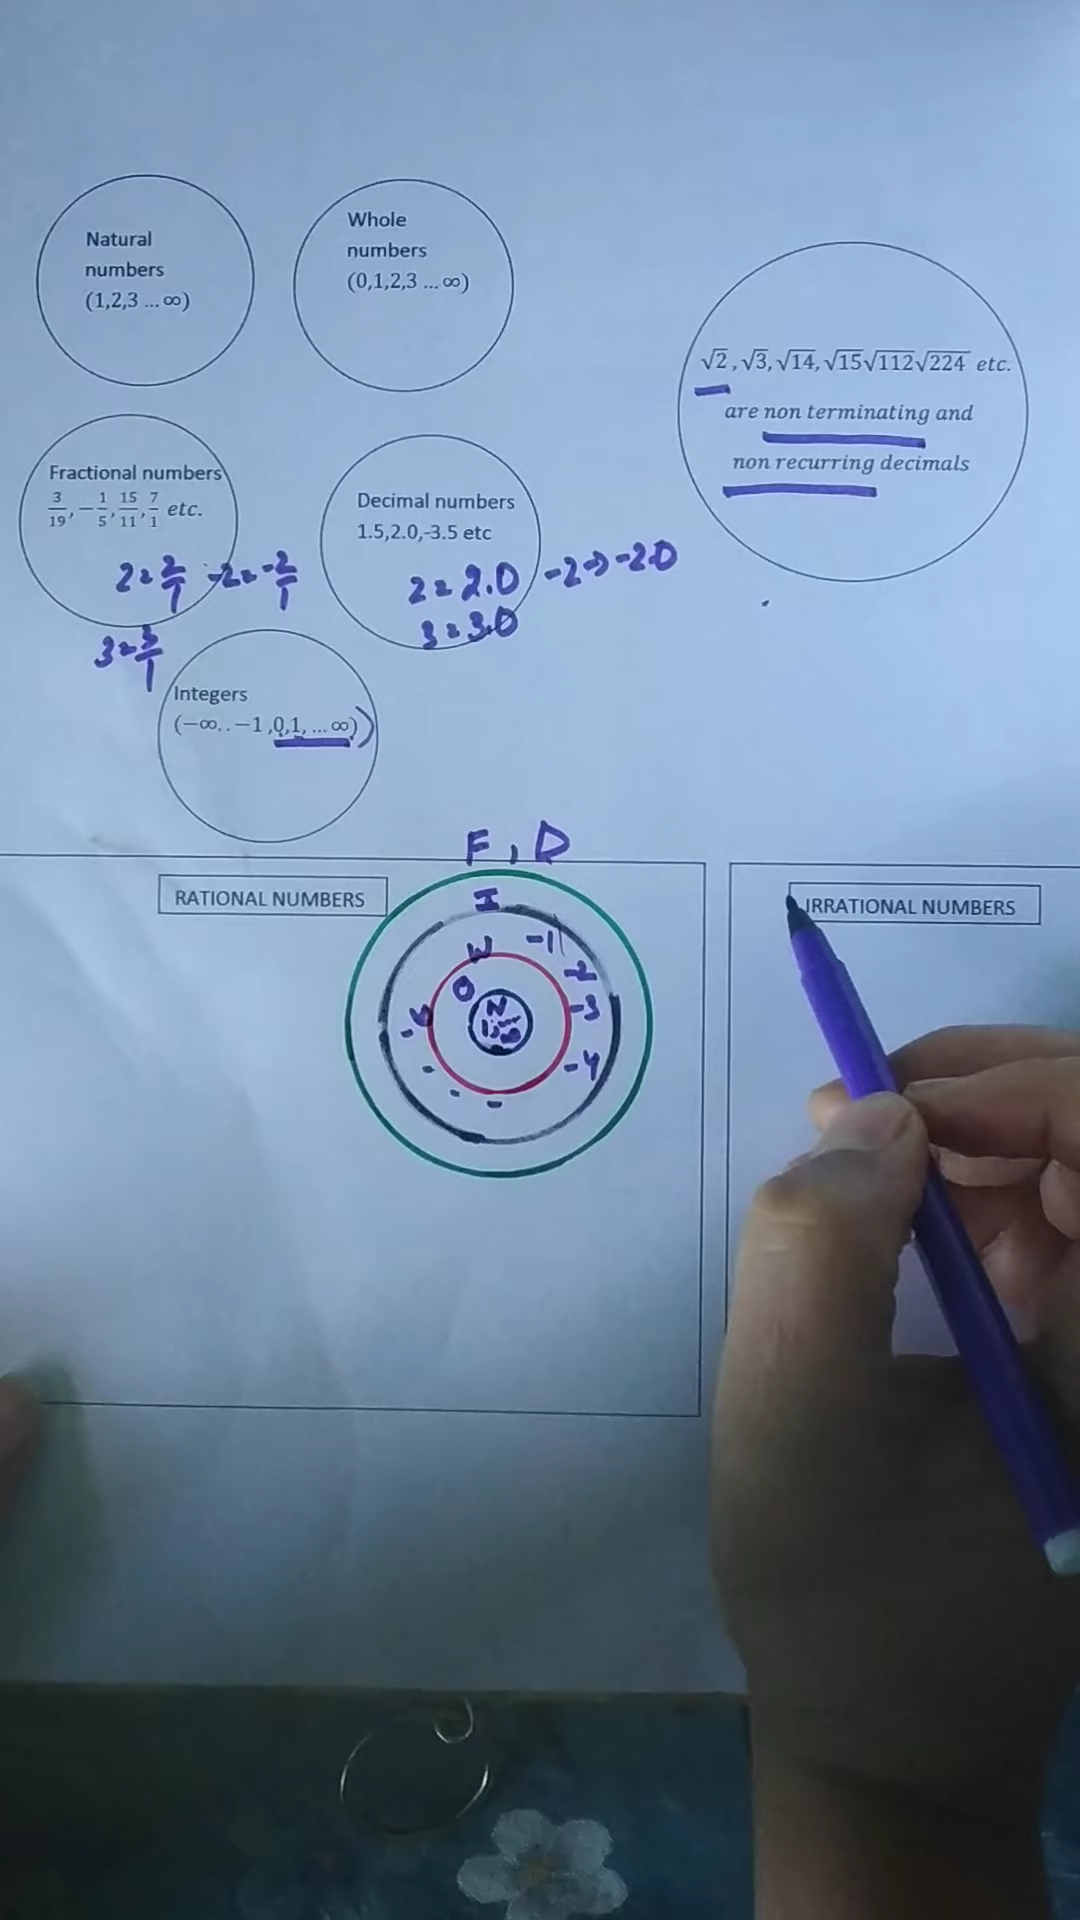 Natural
numbers
(1,2,3 ... ∞)
Whole
numbers
(0,1,2,3 ... ∞)
√2 , √3, √14, √15√112√224 etc.
are non terminating and
non recurring decimals
Fractional numbers
3/19, −1/5, 15/11, 7/1 etc.
2 = 2/1 -2 = -2/1
3 = 3/1
Decimal numbers
1.5,2.0,-3.5 etc
2 = 2.0 -2 → -2.0
3 = 3.0
Integers
(−∞. . −1 ,0,1, ... ∞)
F , D
RATIONAL NUMBERS
I
W -1
-2
0 N -3
-4
IRRATIONAL NUMBERS